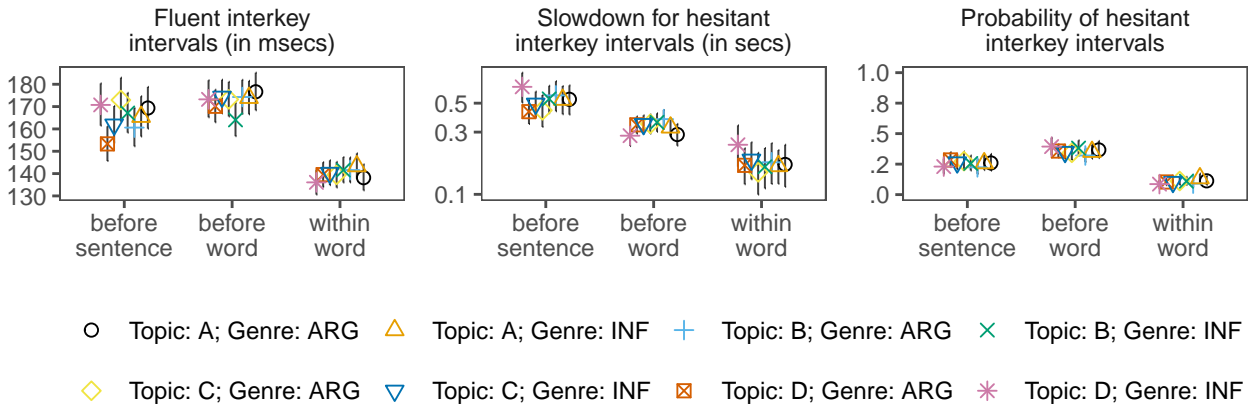 Fluent interkey
intervals (in msecs)
180
170
160
150
140
130
before
sentence
before
word
within
word
Slowdown for hesitant
interkey intervals (in secs)
0.5
0.3
0.1
before
sentence
before
word
within
word
Probability of hesitant
interkey intervals
1.0
.8
.5
.2
.0
before
sentence
before
word
within
word
Topic: A; Genre: ARG
Topic: A; Genre: INF
Topic: B; Genre: ARG
Topic: B; Genre: INF
Topic: C; Genre: ARG
Topic: C; Genre: INF
Topic: D; Genre: ARG
Topic: D; Genre: INF